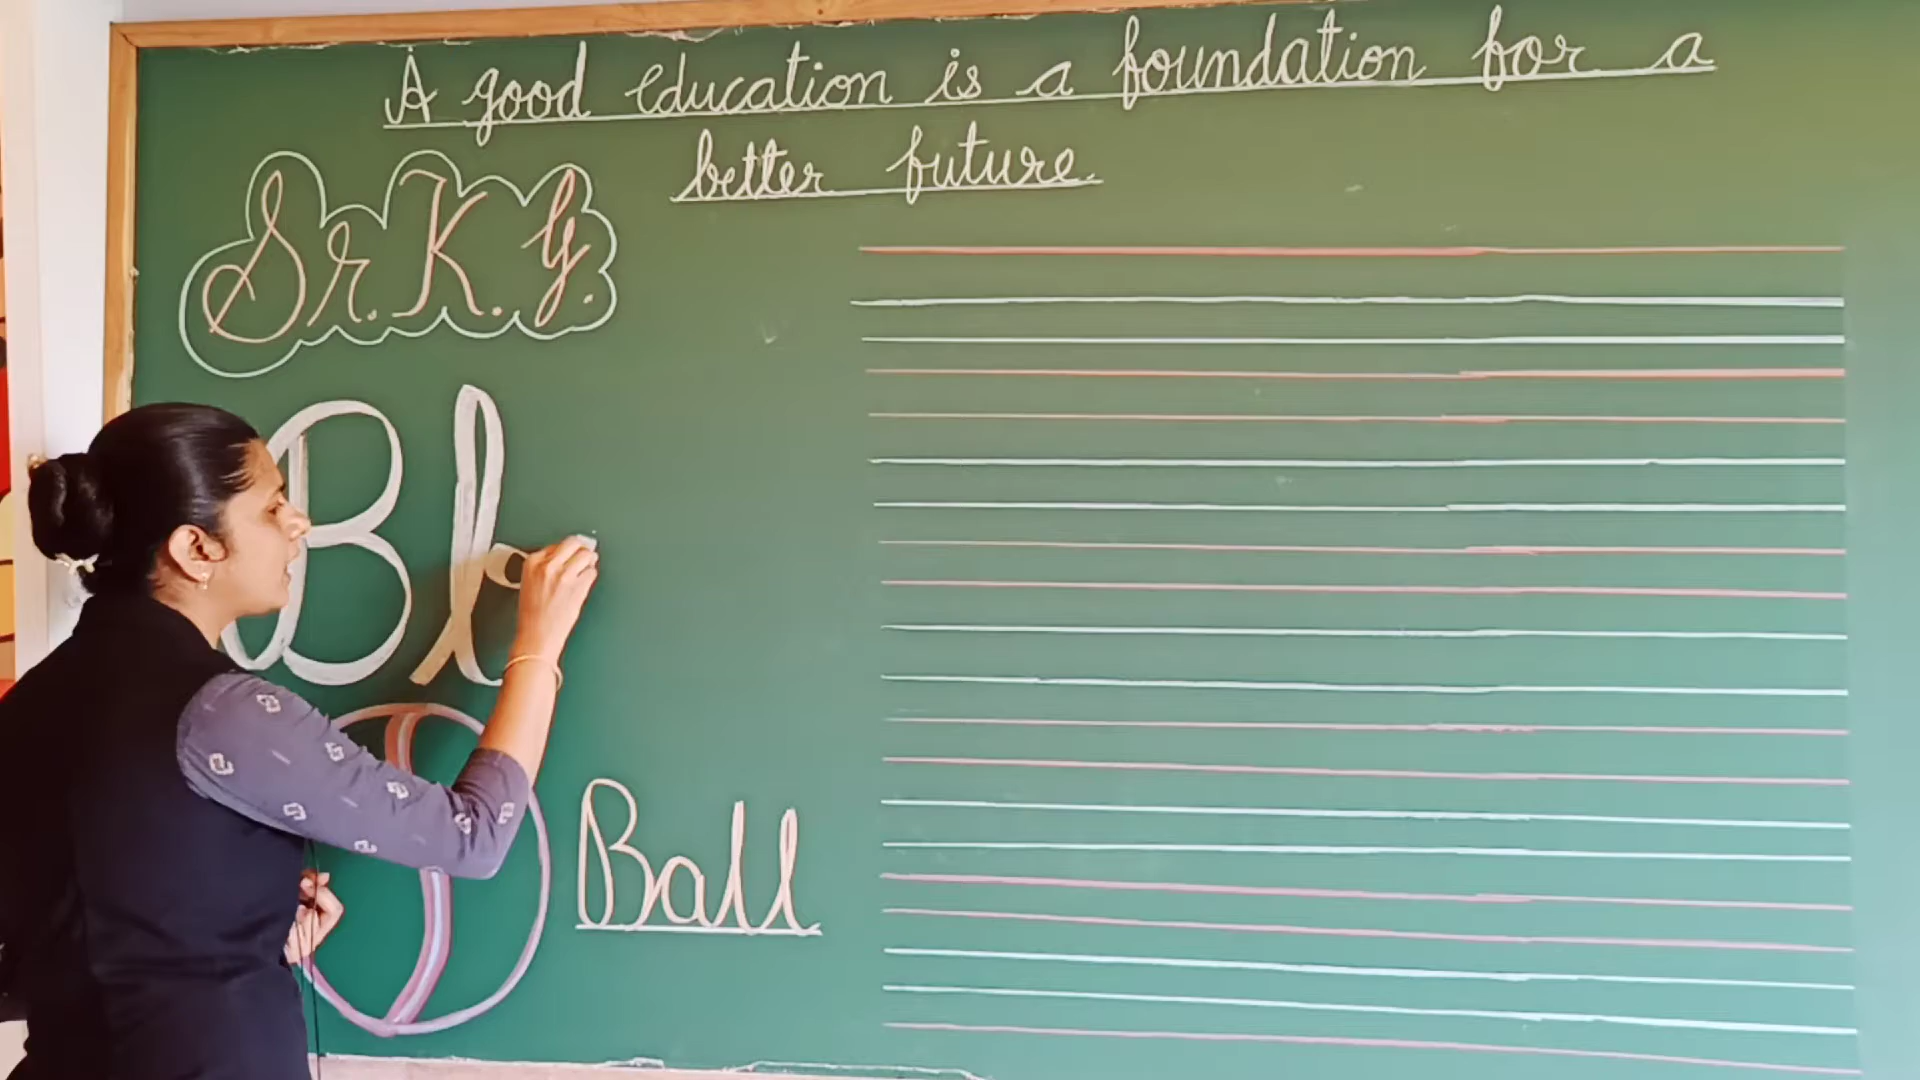 A good education is a foundation for a
better future.
Sr. K. G.
B b
Ball